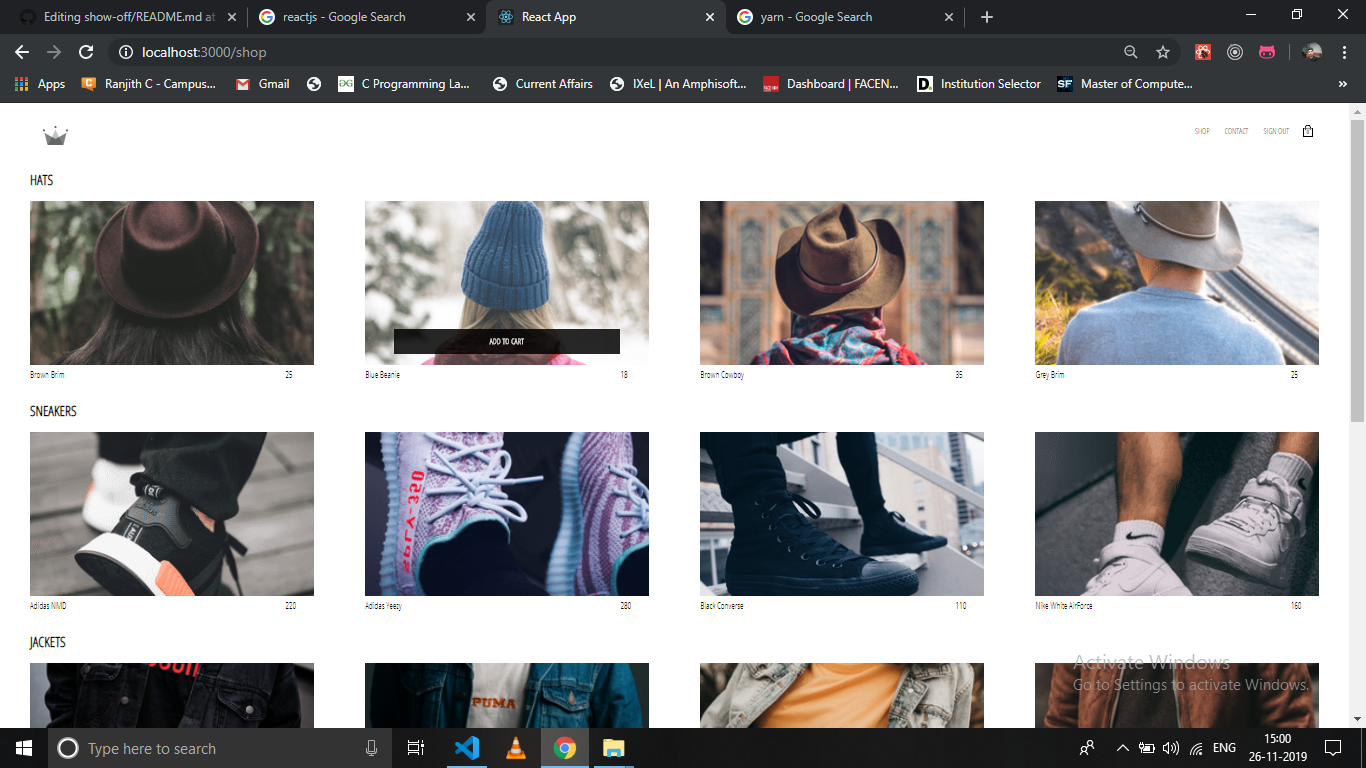 Editing show-off/README.md at
reactjs - Google Search
React App
yarn - Google Search
localhost:3000/shop
Apps
Ranjith C - Campus...
Gmail
C Programming La...
Current Affairs
IXeL | An Amphisoft...
Dashboard | FACEN...
Institution Selector
Master of Compute...
SHOP
CONTACT
SIGN OUT
HATS
ADD TO CART
Brown Brim 25
Blue Beanie 18
Brown Cowboy 35
Grey Brim 25
SNEAKERS
SPLY-350
Adidas NMD 220
Adidas Yeezy 280
Black Converse 110
Nike White AirForce 160
JACKETS
PUMA
Activate Windows
Go to Settings to activate Windows.
Type here to search
ENG
15:00
26-11-2019